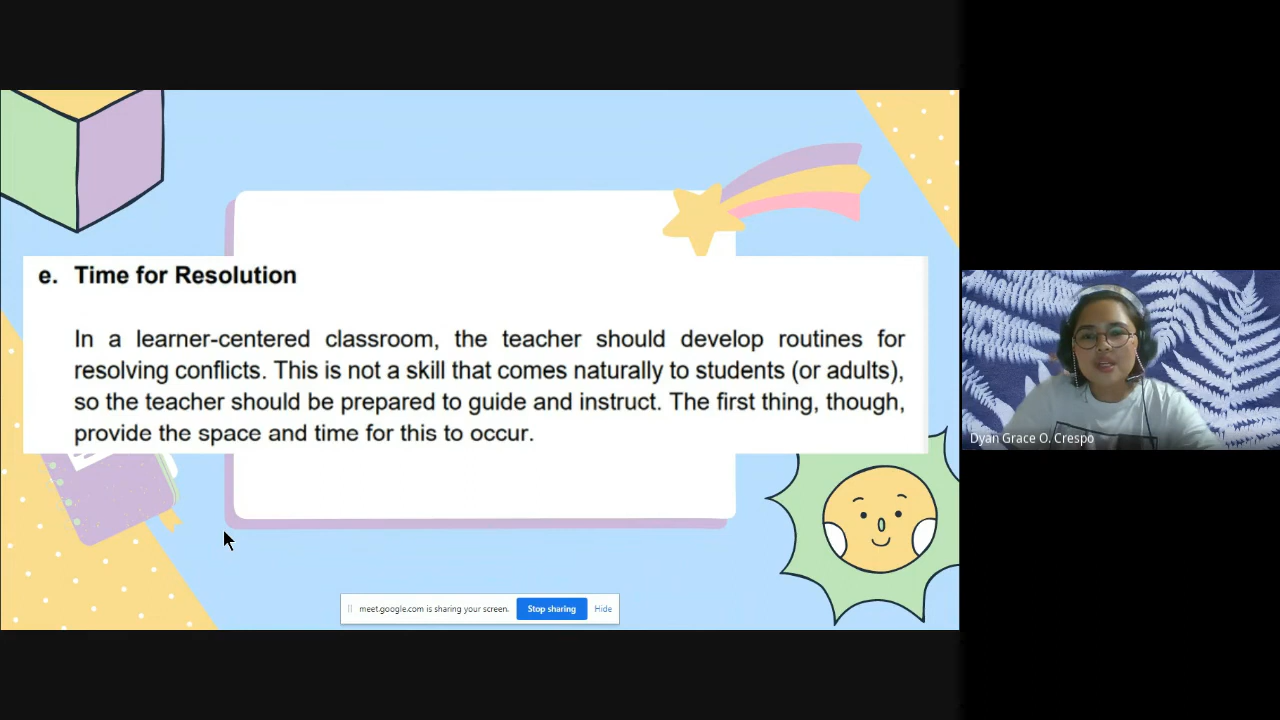 e. Time for Resolution
In a learner-centered classroom, the teacher should develop routines for
resolving conflicts. This is not a skill that comes naturally to students (or adults),
so the teacher should be prepared to guide and instruct. The first thing, though,
provide the space and time for this to occur.
Dyan Grace O. Crespo
meet.google.com is sharing your screen. Stop sharing Hide